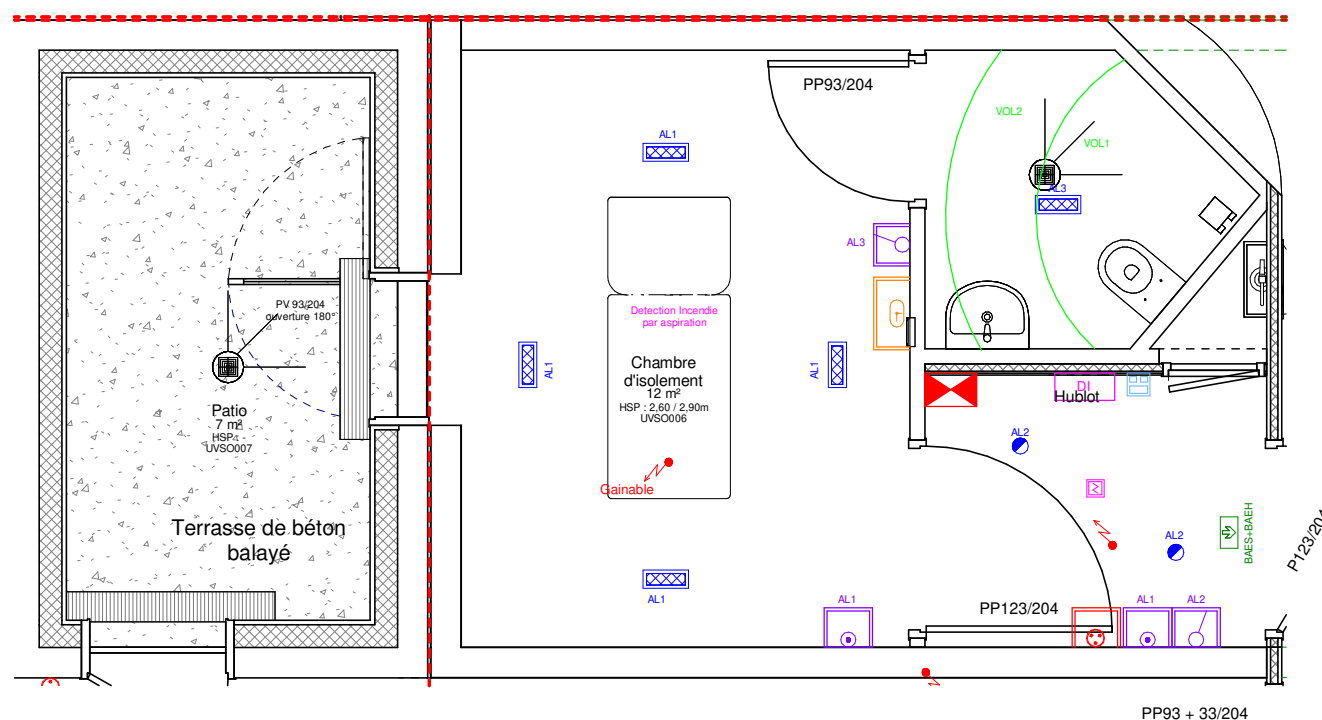 PP93/204
VOL2
VOL1
AL1
AL3
AL3
PV 93/204
ouverture 180°
Detection Incendie
par aspiration
Chambre
d'isolement
12 m²
HSP : 2,60 / 2,90m
UVSO006
AL1
AL1
DI
Hublot
Patio
7 m²
HSP :
UVSO007
AL2
Gainable
Terrasse de béton
balayé
AL2
BAES+BAEH
P123/204
AL1
AL1
PP123/204
AL1
AL2
PP93 + 33/204